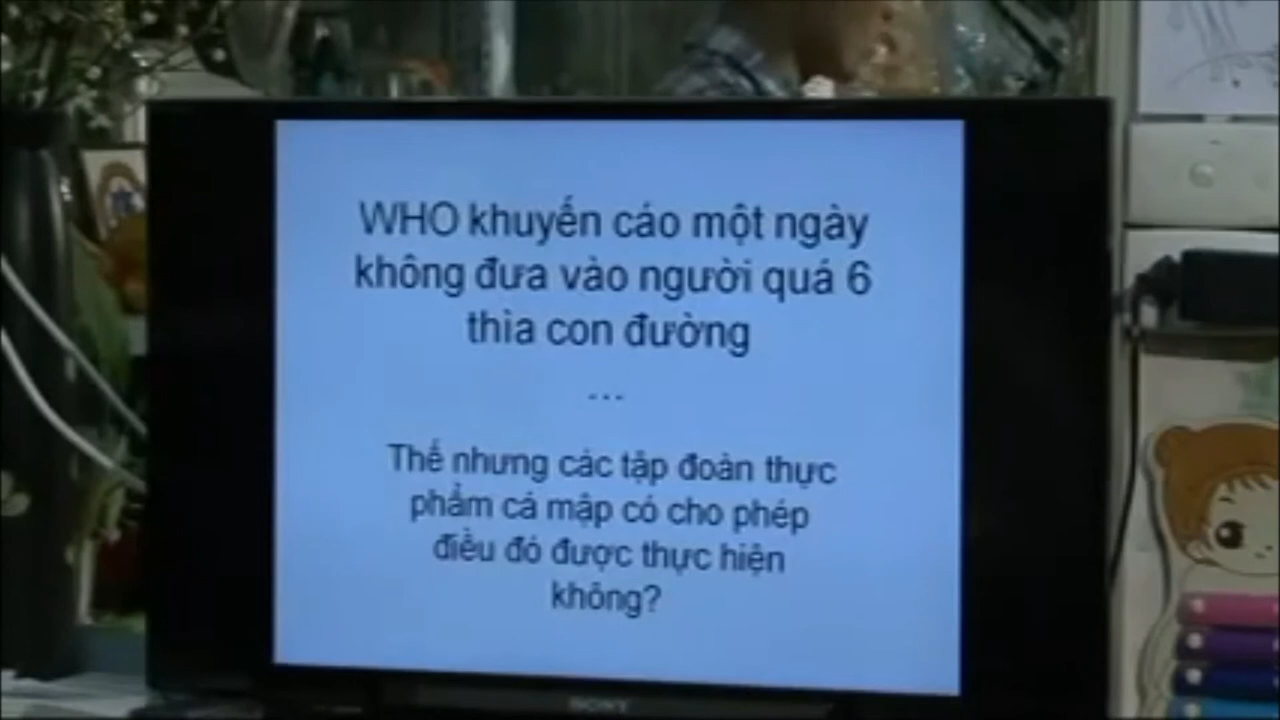 WHO khuyến cáo một ngày
không đưa vào người quá 6
thìa con đường
...
Thế nhưng các tập đoàn thực
phẩm cá mập có cho phép
điều đó được thực hiện
không?
SONY